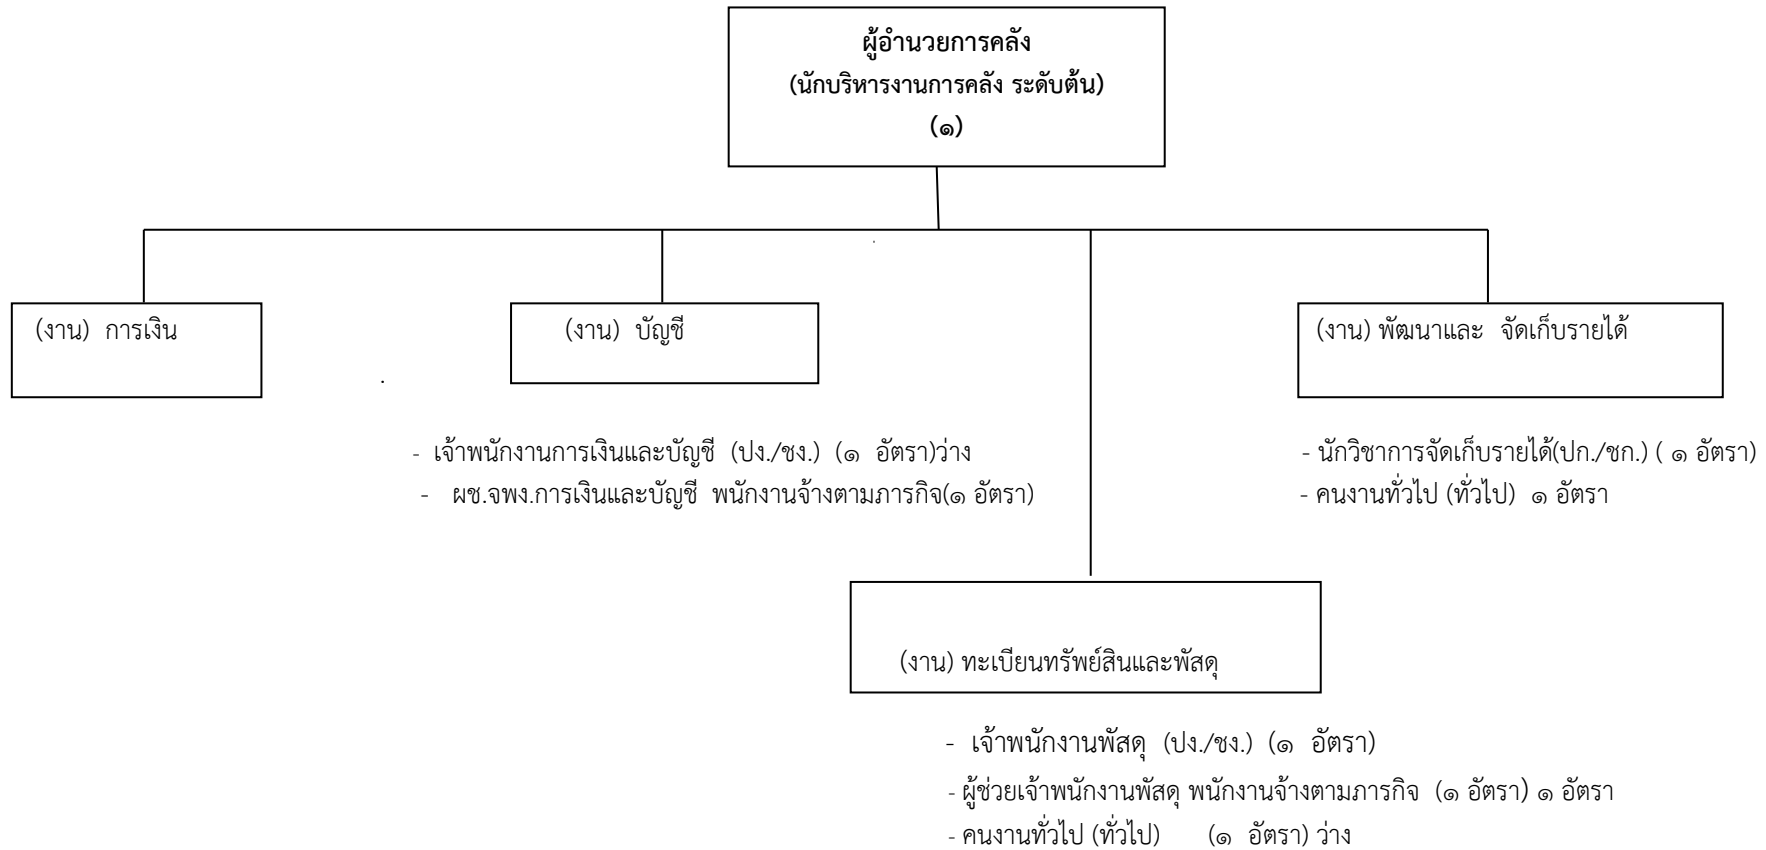 ผู้อำนวยการคลัง
(นักบริหารงานการคลัง ระดับต้น)
(๑)
(งาน) การเงิน
(งาน) บัญชี
(งาน) พัฒนาและ จัดเก็บรายได้
- เจ้าพนักงานการเงินและบัญชี (ปง./ชง.) (๑ อัตรา)ว่าง
- ผช.จพง.การเงินและบัญชี พนักงานจ้างตามภารกิจ(๑ อัตรา)
- นักวิชาการจัดเก็บรายได้(ปก./ชก.) ( ๑ อัตรา)
- คนงานทั่วไป (ทั่วไป) ๑ อัตรา
(งาน) ทะเบียนทรัพย์สินและพัสดุ
- เจ้าพนักงานพัสดุ (ปง./ชง.) (๑ อัตรา)
- ผู้ช่วยเจ้าพนักงานพัสดุ พนักงานจ้างตามภารกิจ (๑ อัตรา) ๑ อัตรา
- คนงานทั่วไป (ทั่วไป) (๑ อัตรา) ว่าง